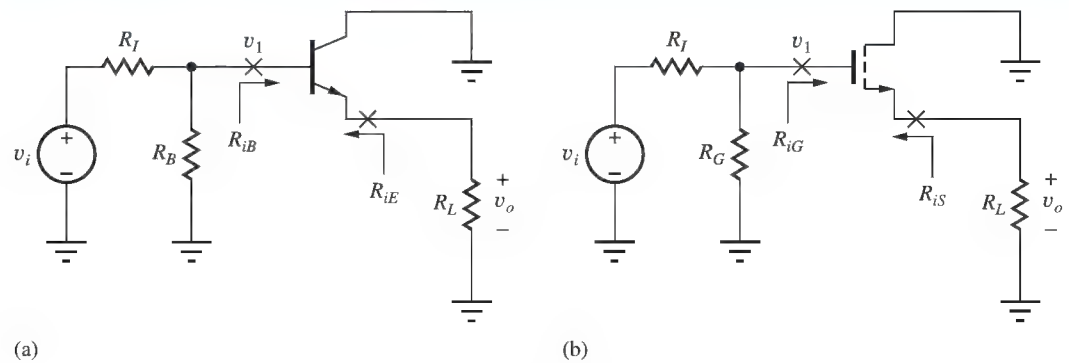 R_I
v_1
R_iB
R_B
v_i
+
−
R_iE
R_L
+
v_o
−
(a)
R_I
v_1
R_iG
R_G
v_i
+
−
R_iS
R_L
+
v_o
−
(b)